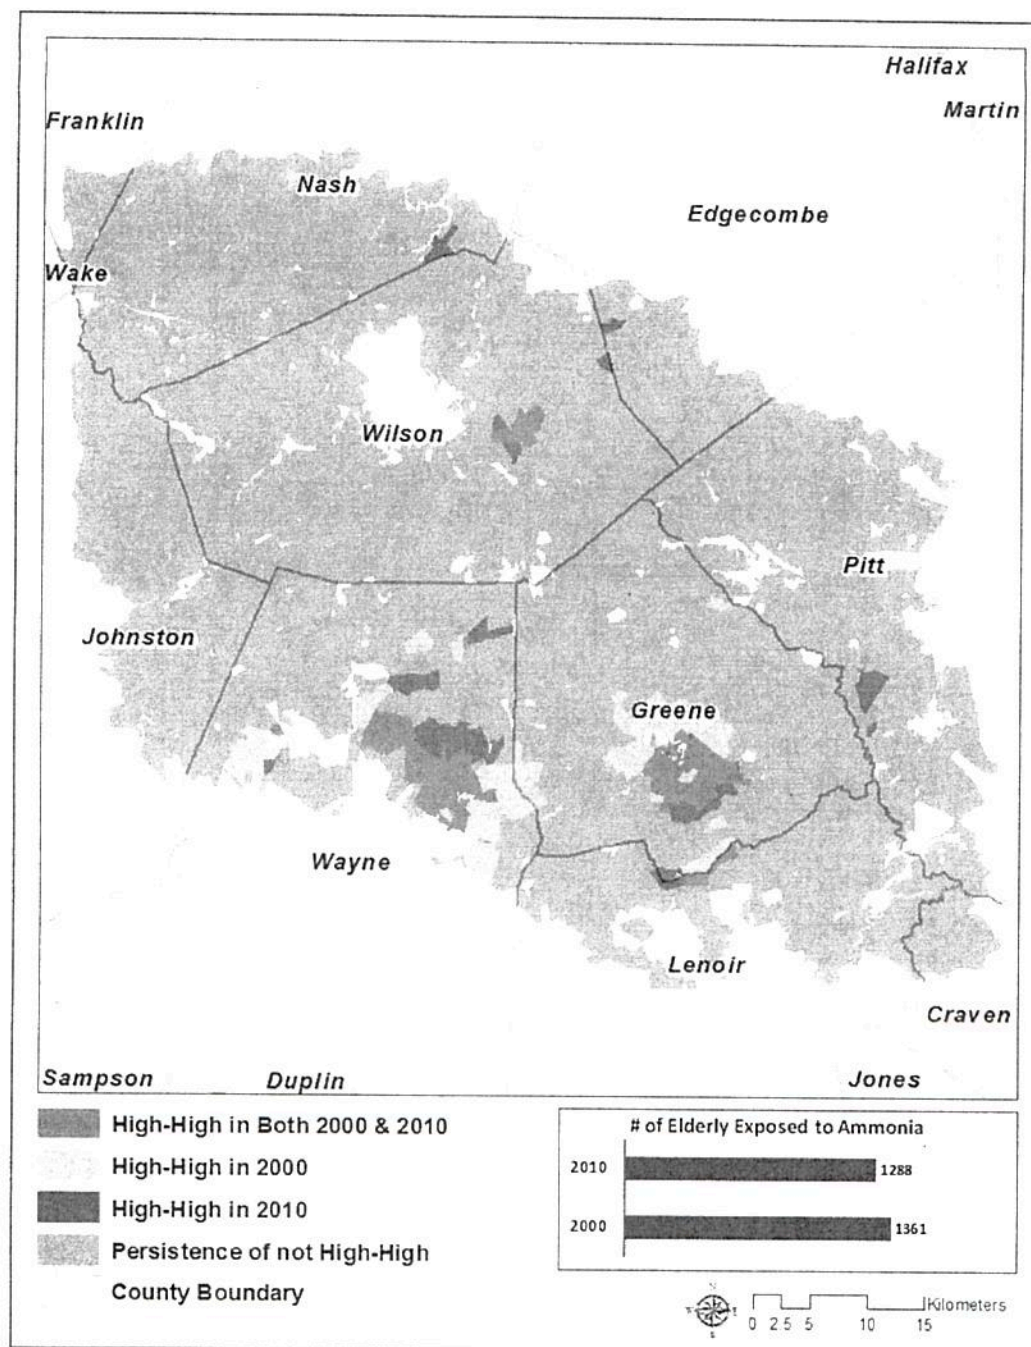 Halifax
Martin
Franklin
Nash
Edgecombe
Wake
Wilson
Pitt
Johnston
Greene
Wayne
Lenoir
Craven
Sampson Duplin Jones
High-High in Both 2000 & 2010
High-High in 2000
High-High in 2010
Persistence of not High-High
County Boundary
# of Elderly Exposed to Ammonia
2010 1288
2000 1361
N
S
Kilometers
0 2.5 5 10 15